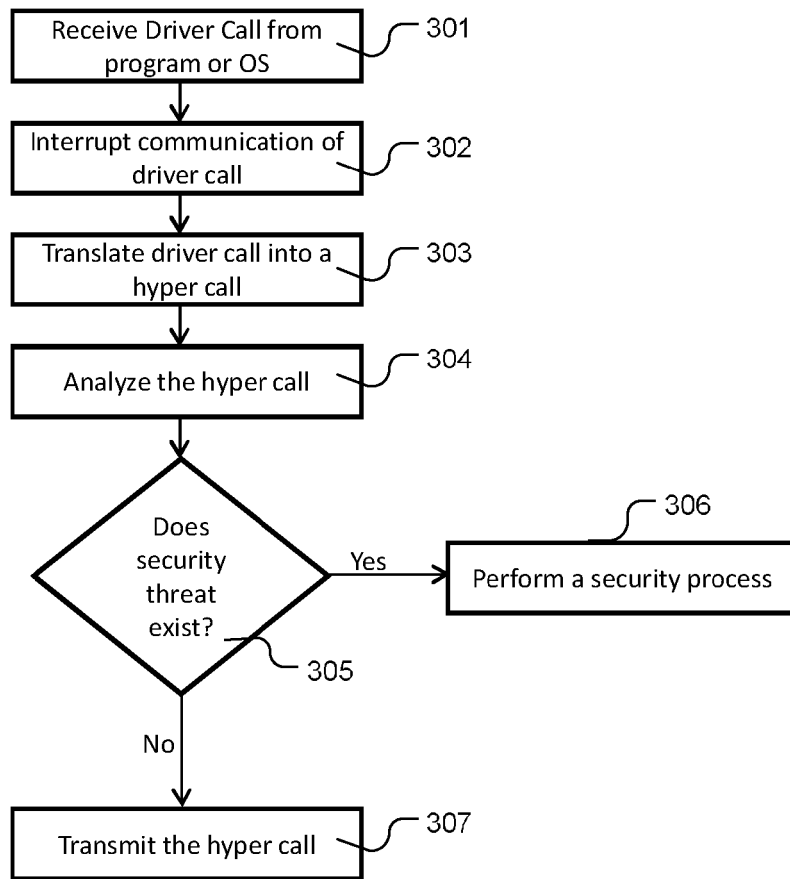 Receive Driver Call from
program or OS
301
Interrupt communication of
driver call
302
Translate driver call into a
hyper call
303
Analyze the hyper call
304
Does
security
threat
exist?
305
Yes
306
Perform a security process
No
Transmit the hyper call
307